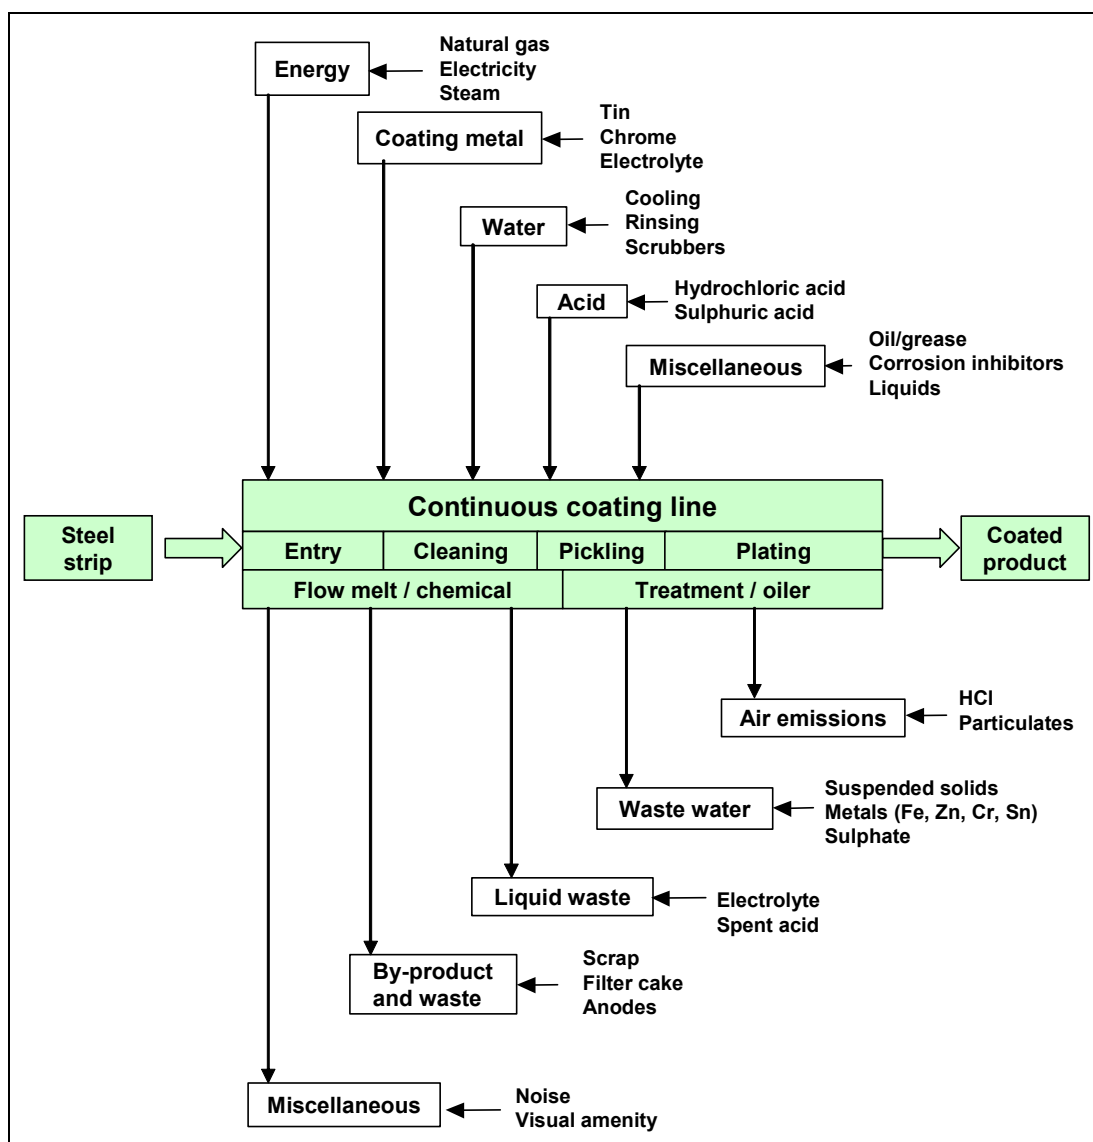 Energy
Natural gas
Electricity
Steam
Coating metal
Tin
Chrome
Electrolyte
Water
Cooling
Rinsing
Scrubbers
Acid
Hydrochloric acid
Sulphuric acid
Miscellaneous
Oil/grease
Corrosion inhibitors
Liquids
Steel
strip
Continuous coating line
Entry
Cleaning
Pickling
Plating
Flow melt / chemical
Treatment / oiler
Coated
product
Air emissions
HCl
Particulates
Waste water
Suspended solids
Metals (Fe, Zn, Cr, Sn)
Sulphate
Liquid waste
Electrolyte
Spent acid
By-product
and waste
Scrap
Filter cake
Anodes
Miscellaneous
Noise
Visual amenity